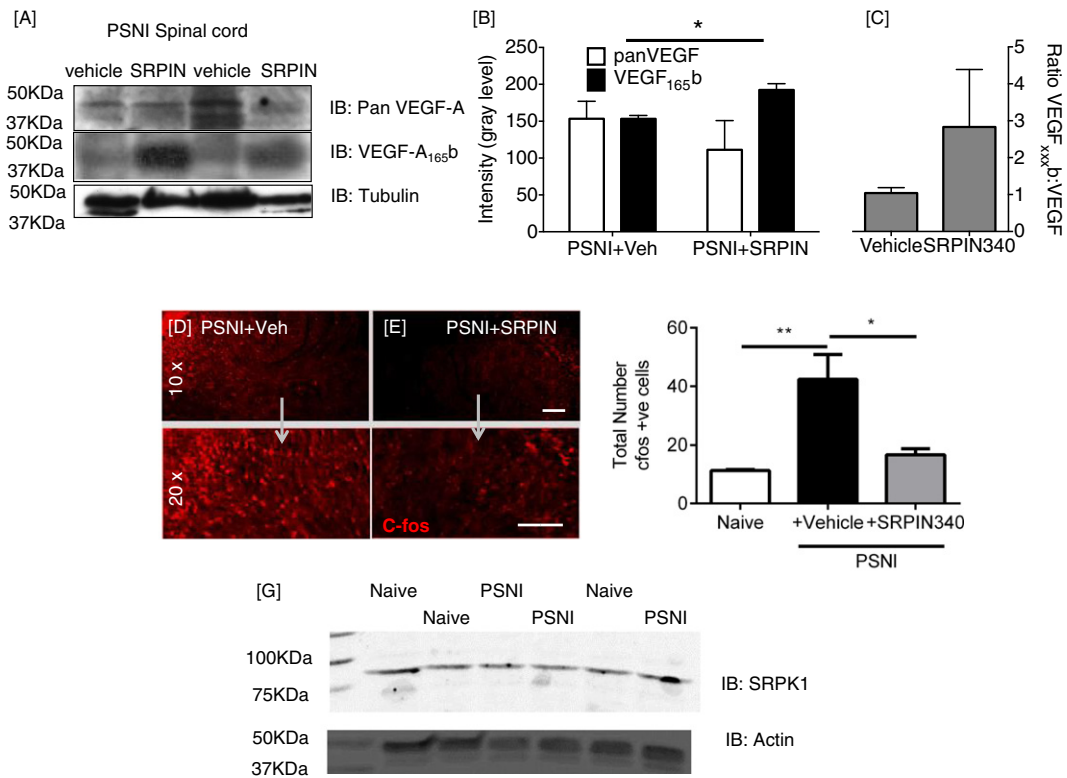 [A]
PSNI Spinal cord
vehicle SRPIN vehicle SRPIN
50KDa
37KDa
IB: Pan VEGF-A
50KDa
37KDa
IB: VEGF-A165b
50KDa
37KDa
IB: Tubulin
[B]
*
panVEGF
VEGF165b
Intensity (gray level)
250
200
150
100
50
0
PSNI+Veh PSNI+SRPIN
[C]
5
4
3
2
1
0
Ratio VEGFxxxb:VEGF
Vehicle SRPIN340
[D] PSNI+Veh
[E] PSNI+SRPIN
10 x
20 x
C-fos
Total Number
cfos +ve cells
60
40
20
0
** *
Naive +Vehicle +SRPIN340
PSNI
[G]
Naive PSNI Naive
Naive PSNI PSNI
100KDa
75KDa
IB: SRPK1
50KDa
37KDa
IB: Actin